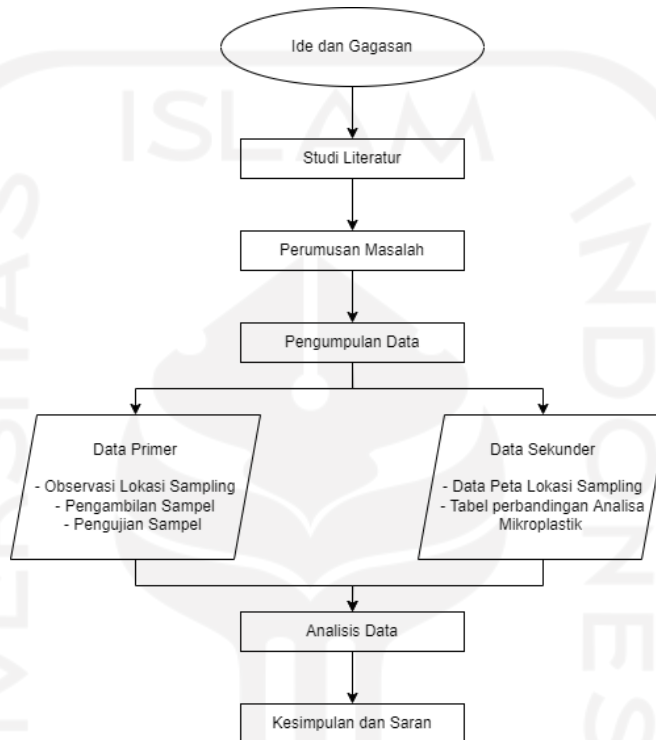 Ide dan Gagasan
ISLAM
Studi Literatur
Perumusan Masalah
Pengumpulan Data
Data Primer
- Observasi Lokasi Sampling
- Pengambilan Sampel
- Pengujian Sampel
Data Sekunder
- Data Peta Lokasi Sampling
- Tabel perbandingan Analisa
Mikroplastik
Analisis Data
Kesimpulan dan Saran